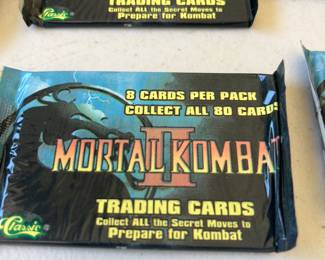 TRADING CARDS
Collect ALL the Secret Moves to
Prepare for Kombat
Classic
8 CARDS PER PACK
COLLECT ALL 80 CARDS
II
MORTAL KOMBAT
TRADING CARDS
Collect ALL the Secret Moves to
Prepare for Kombat
Classic